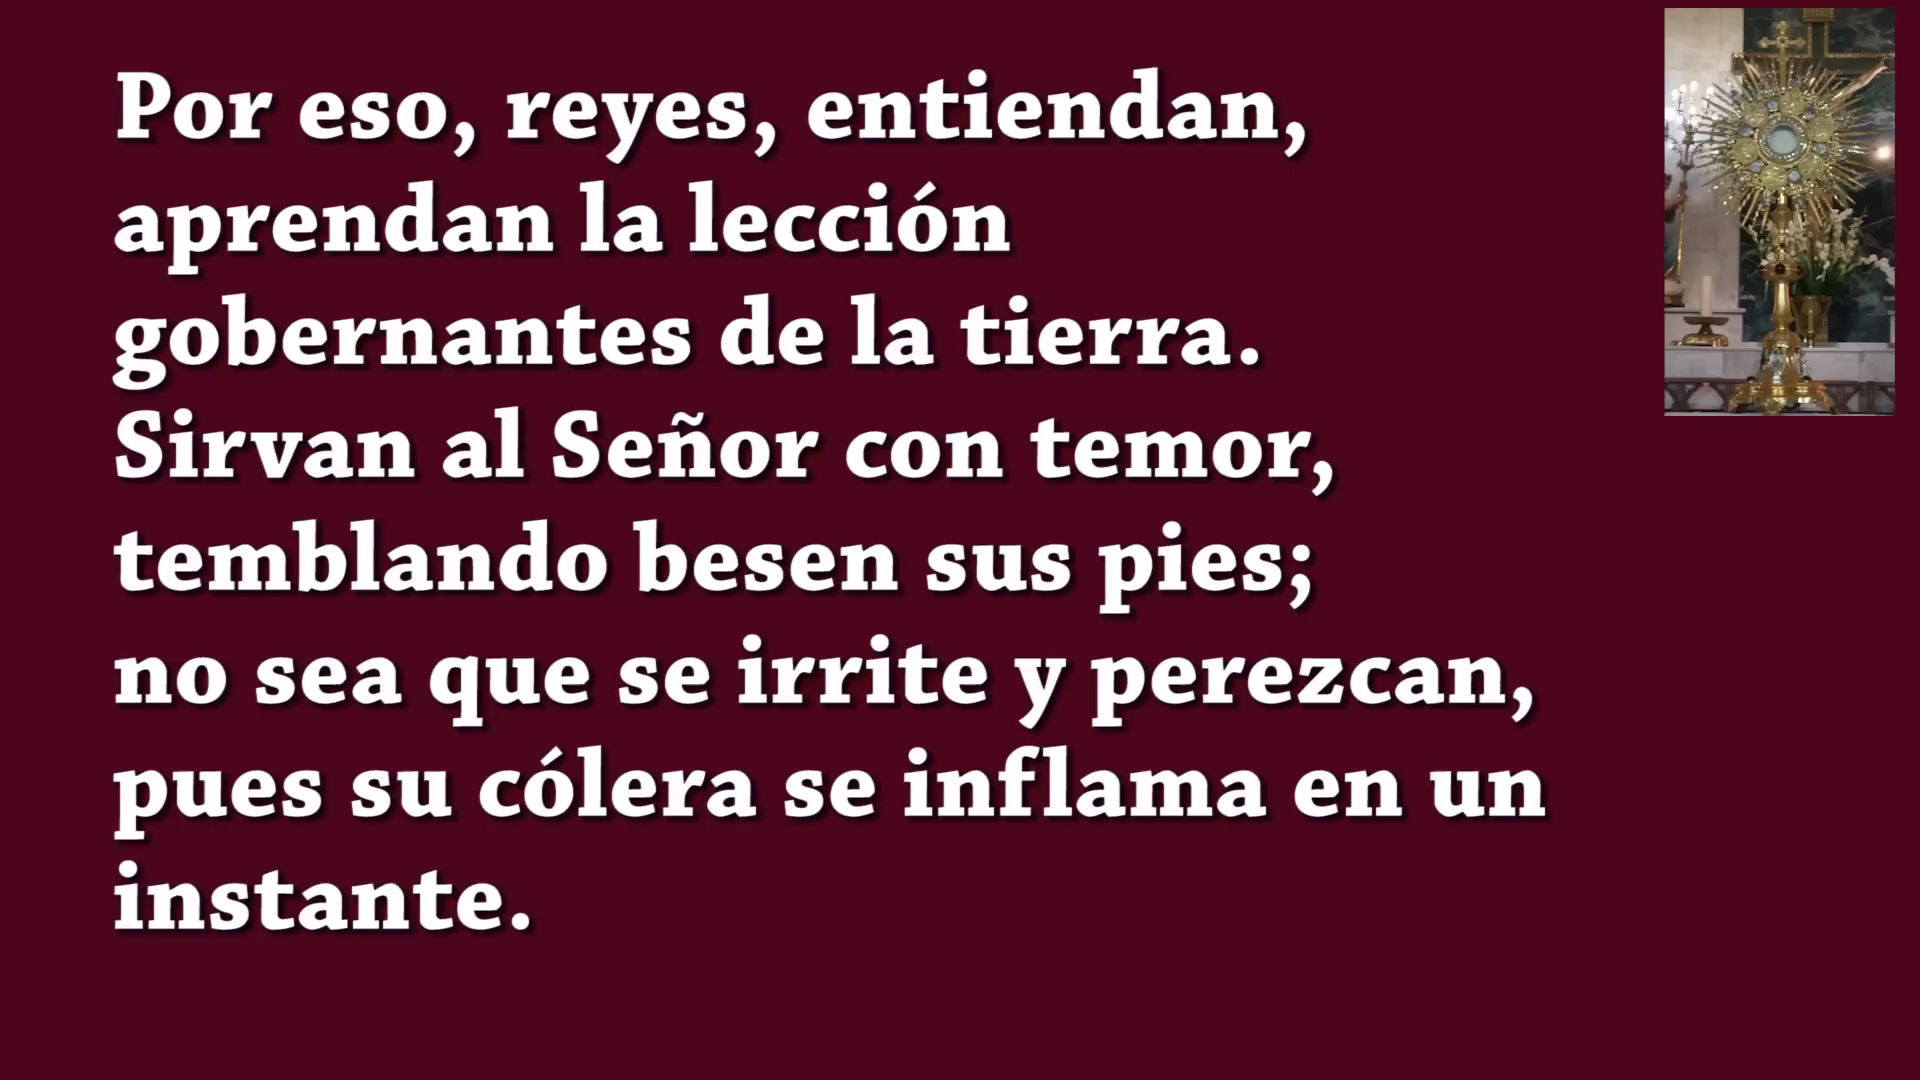 Por eso, reyes, entiendan,
aprendan la lección
gobernantes de la tierra.
Sirvan al Señor con temor,
temblando besen sus pies;
no sea que se irrite y perezcan,
pues su cólera se inflama en un
instante.